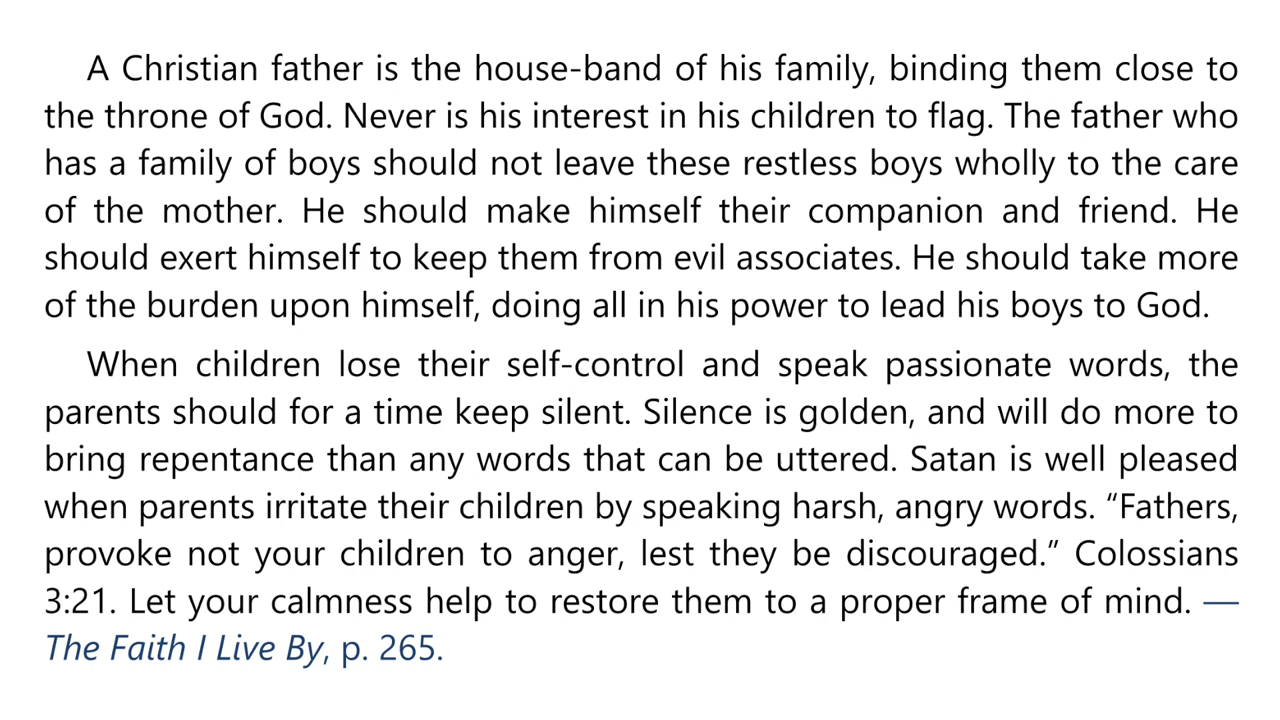 A Christian father is the house-band of his family, binding them close to
the throne of God. Never is his interest in his children to flag. The father who
has a family of boys should not leave these restless boys wholly to the care
of the mother. He should make himself their companion and friend. He
should exert himself to keep them from evil associates. He should take more
of the burden upon himself, doing all in his power to lead his boys to God.
When children lose their self-control and speak passionate words, the
parents should for a time keep silent. Silence is golden, and will do more to
bring repentance than any words that can be uttered. Satan is well pleased
when parents irritate their children by speaking harsh, angry words. “Fathers,
provoke not your children to anger, lest they be discouraged.” Colossians
3:21. Let your calmness help to restore them to a proper frame of mind. —
The Faith I Live By, p. 265.